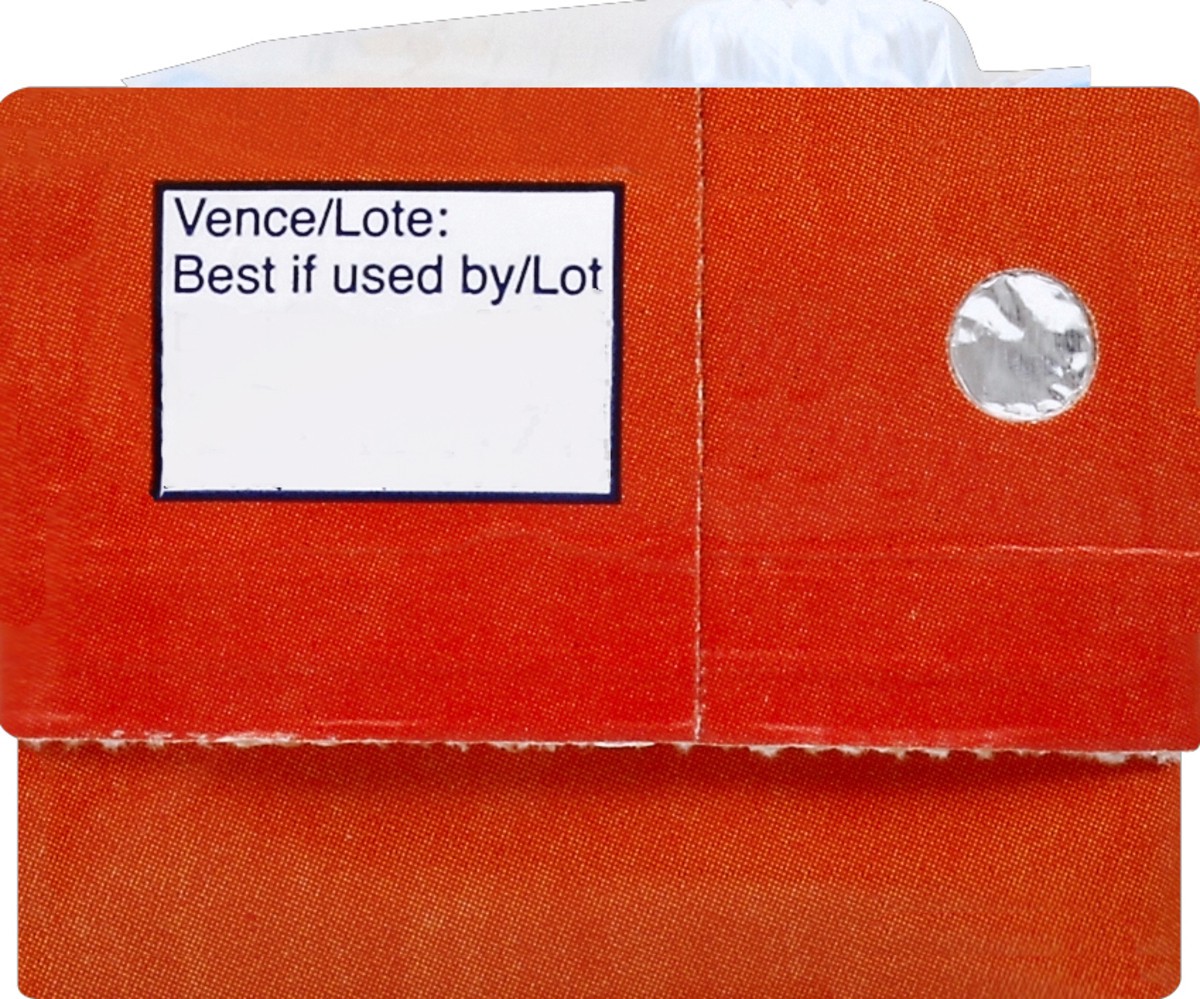 Vence/Lote:
Best if used by/Lot